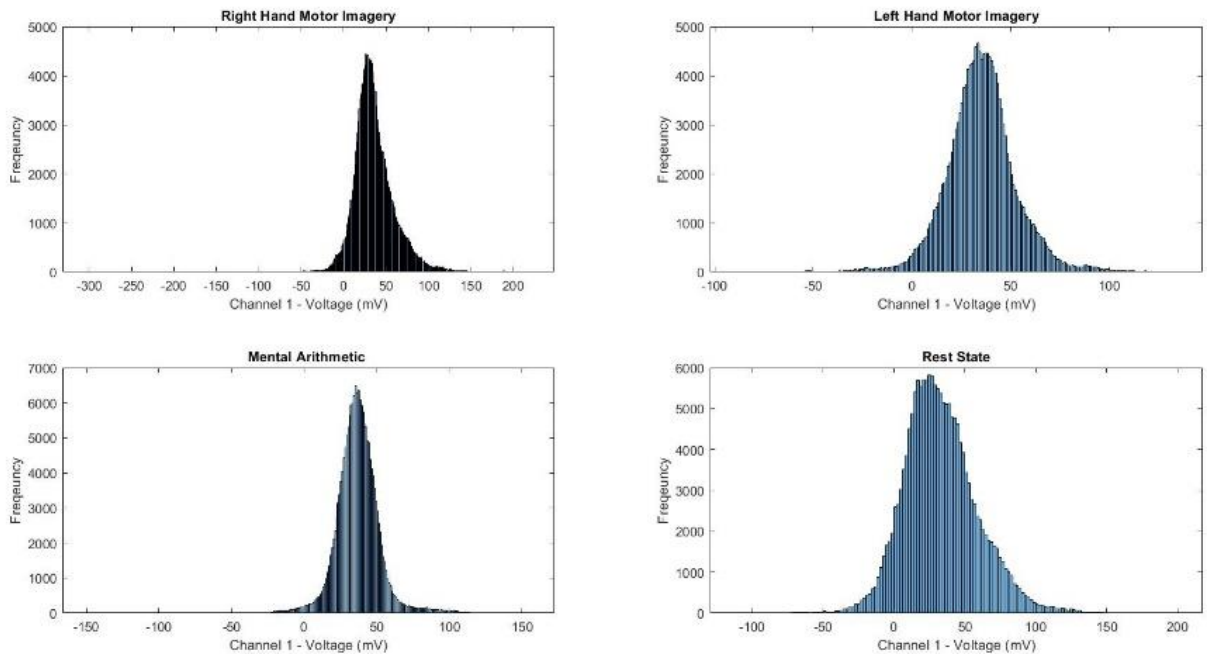 Right Hand Motor Imagery
5000
4000
3000
2000
1000
0
Freqeuncy
-300 -250 -200 -150 -100 -50 0 50 100 150 200
Channel 1 - Voltage (mV)
Left Hand Motor Imagery
5000
4000
3000
2000
1000
0
Freqeuncy
-100 -50 0 50 100
Channel 1 - Voltage (mV)
Mental Arithmetic
7000
6000
5000
4000
3000
2000
1000
0
Freqeuncy
-150 -100 -50 0 50 100 150
Channel 1 - Voltage (mV)
Rest State
6000
5000
4000
3000
2000
1000
0
Freqeuncy
-100 -50 0 50 100 150 200
Channel 1 - Voltage (mV)